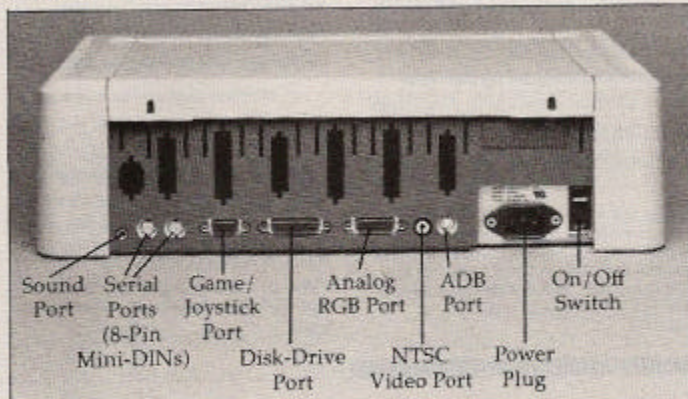 Sound
Port
Serial
Ports
(8-Pin
Mini-DINs)
Game/
Joystick
Port
Disk-Drive
Port
Analog
RGB Port
NTSC
Video Port
ADB
Port
Power
Plug
On/Off
Switch